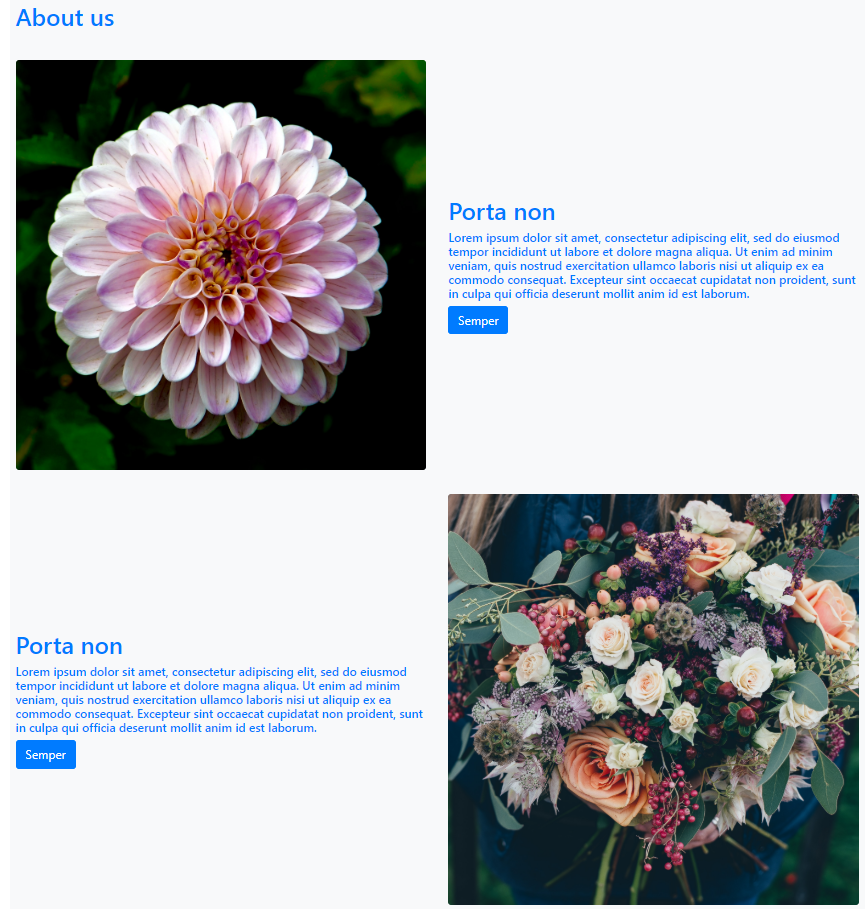 About us
Porta non
Lorem ipsum dolor sit amet, consectetur adipiscing elit, sed do eiusmod
tempor incididunt ut labore et dolore magna aliqua. Ut enim ad minim
veniam, quis nostrud exercitation ullamco laboris nisi ut aliquip ex ea
commodo consequat. Excepteur sint occaecat cupidatat non proident, sunt
in culpa qui officia deserunt mollit anim id est laborum.
Semper
Porta non
Lorem ipsum dolor sit amet, consectetur adipiscing elit, sed do eiusmod
tempor incididunt ut labore et dolore magna aliqua. Ut enim ad minim
veniam, quis nostrud exercitation ullamco laboris nisi ut aliquip ex ea
commodo consequat. Excepteur sint occaecat cupidatat non proident, sunt
in culpa qui officia deserunt mollit anim id est laborum.
Semper